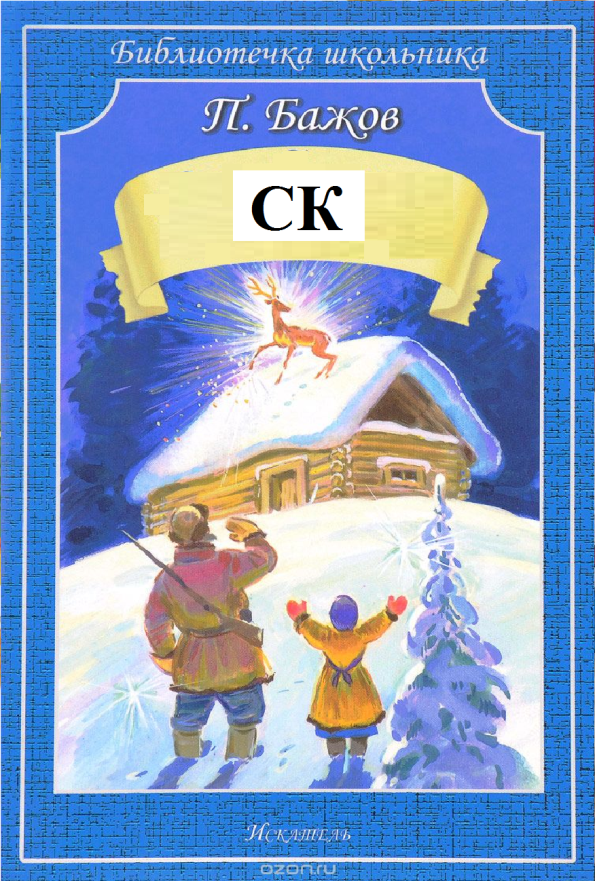 Библиотечка школьника
П. Бажов
СК
Искатель
ozon.ru